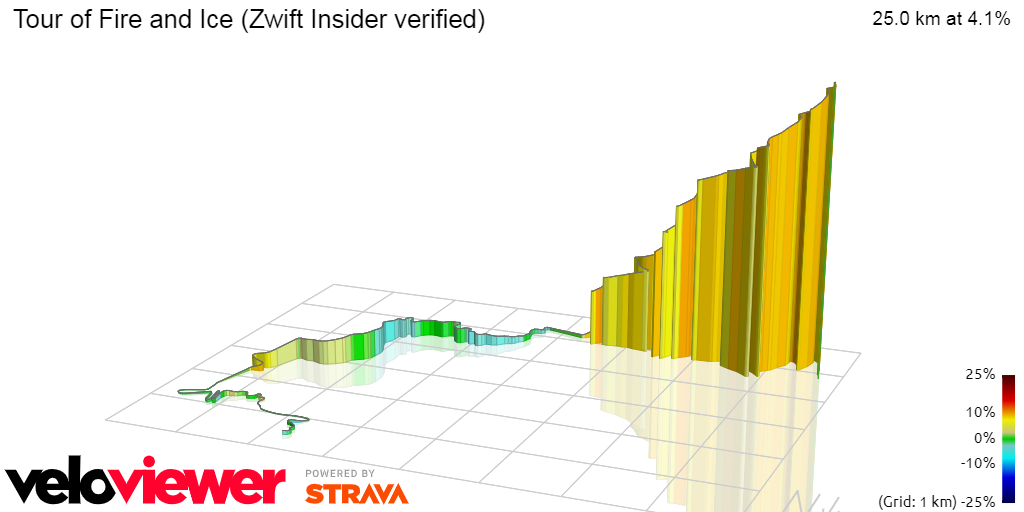 Tour of Fire and Ice (Zwift Insider verified)
25.0 km at 4.1%
25%
10%
0%
-10%
(Grid: 1 km) -25%
veloviewer
POWERED BY
STRAVA